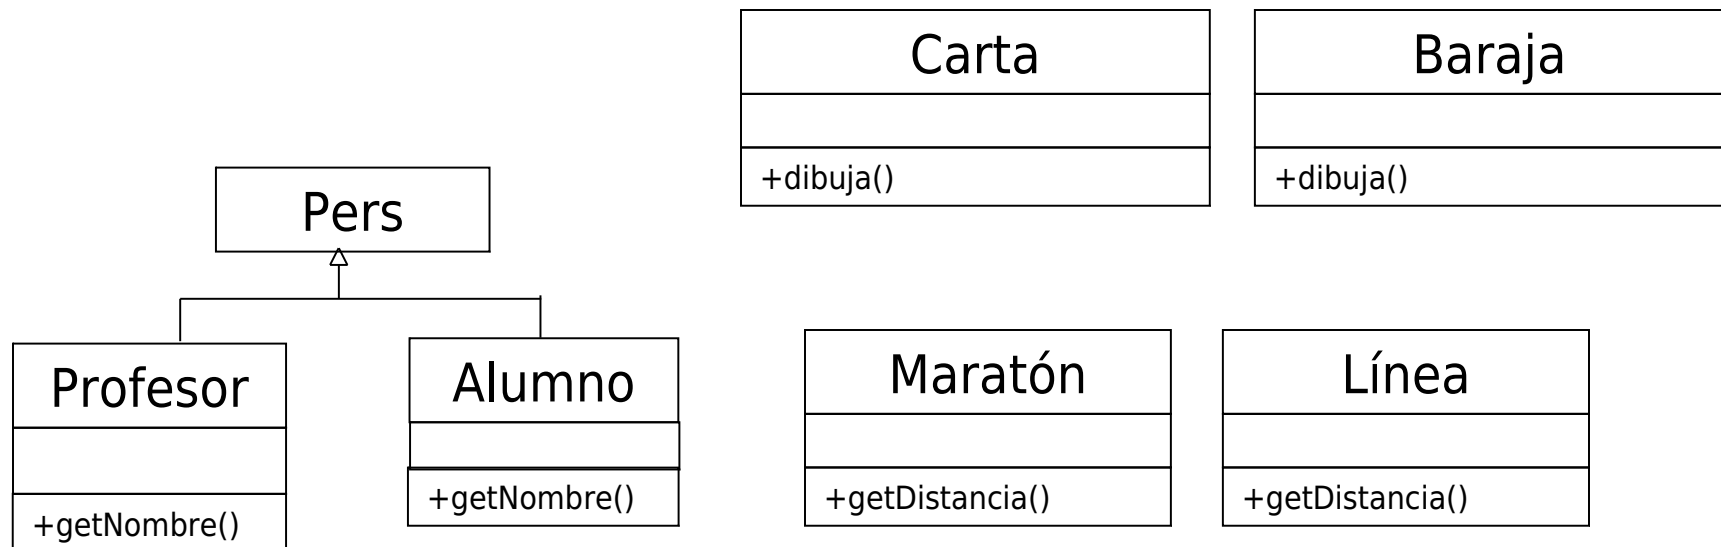 Carta
Baraja
+dibuja()
+dibuja()
Pers
Profesor
Alumno
+getNombre()
+getNombre()
Maratón
Línea
+getDistancia()
+getDistancia()